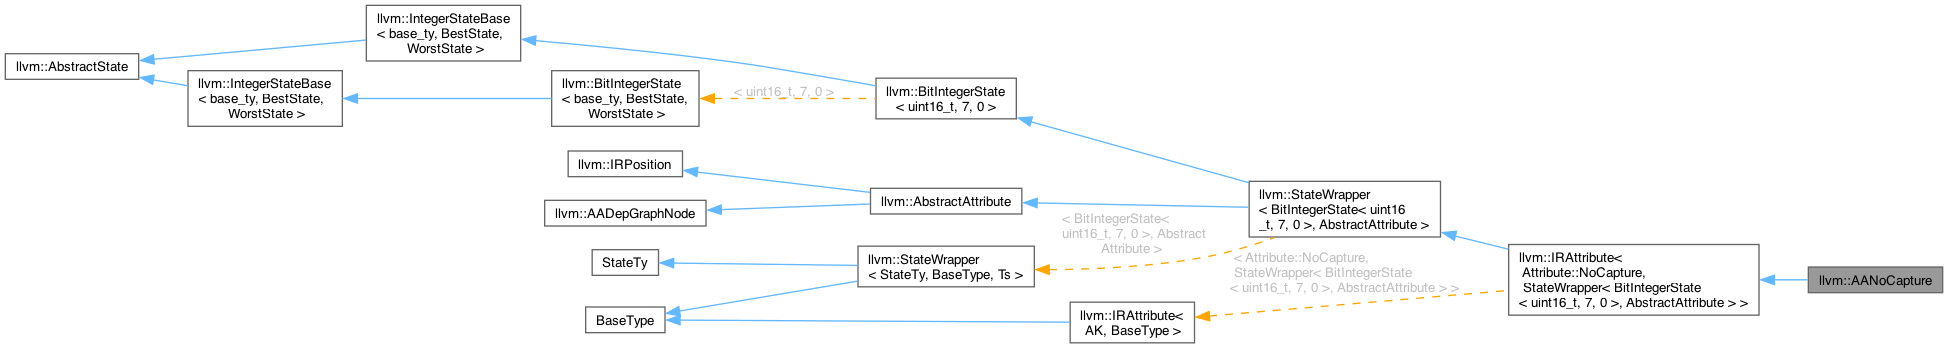 llvm::IntegerStateBase
< base_ty, BestState,
WorstState >
llvm::AbstractState
llvm::IntegerStateBase
< base_ty, BestState,
WorstState >
llvm::BitIntegerState
< base_ty, BestState,
WorstState >
< uint16_t, 7, 0 >
llvm::BitIntegerState
< uint16_t, 7, 0 >
llvm::IRPosition
llvm::AADepGraphNode
llvm::AbstractAttribute
llvm::StateWrapper
< BitIntegerState< uint16
_t, 7, 0 >, AbstractAttribute >
< BitIntegerState<
uint16_t, 7, 0 >, Abstract
Attribute >
StateTy
llvm::StateWrapper
< StateTy, BaseType, Ts >
< Attribute::NoCapture,
StateWrapper< BitIntegerState
< uint16_t, 7, 0 >, AbstractAttribute > >
llvm::IRAttribute<
Attribute::NoCapture,
StateWrapper< BitIntegerState
< uint16_t, 7, 0 >, AbstractAttribute > >
llvm::AANoCapture
BaseType
llvm::IRAttribute<
AK, BaseType >